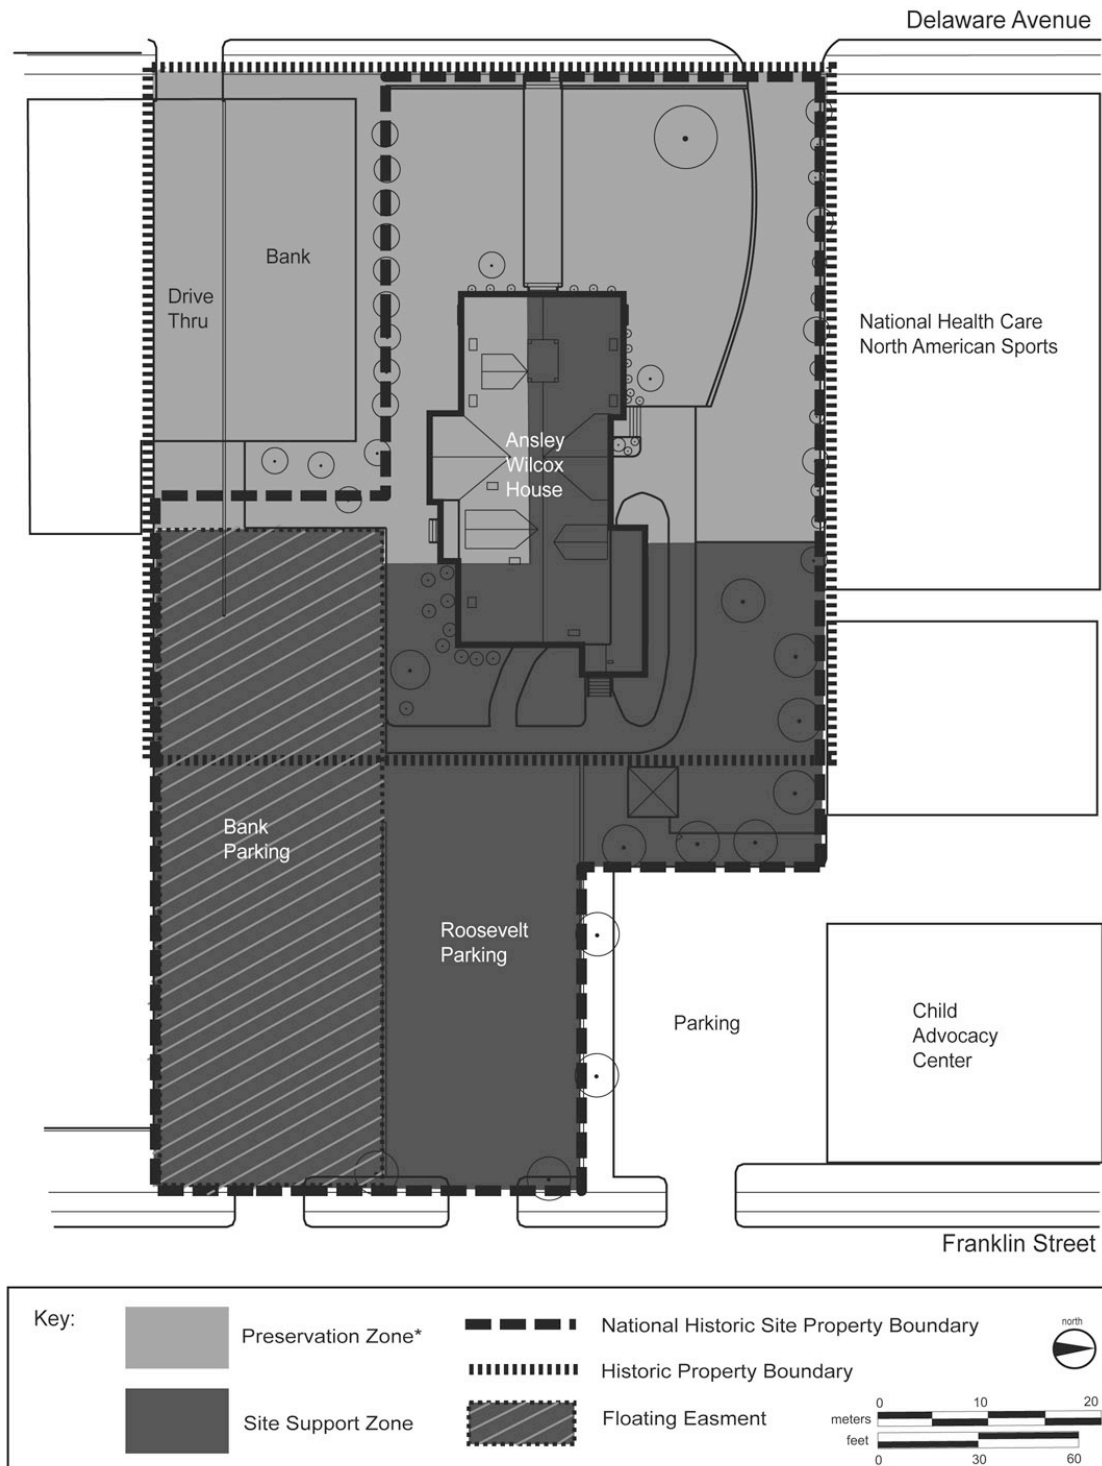 Delaware Avenue
Bank
Drive
Thru
National Health Care
North American Sports
Ansley
Wilcox
House
Bank
Parking
Roosevelt
Parking
Parking
Child
Advocacy
Center
Franklin Street
Key:
Preservation Zone*
Site Support Zone
National Historic Site Property Boundary
Historic Property Boundary
Floating Easment
north
0 10 20
meters
feet
0 30 60